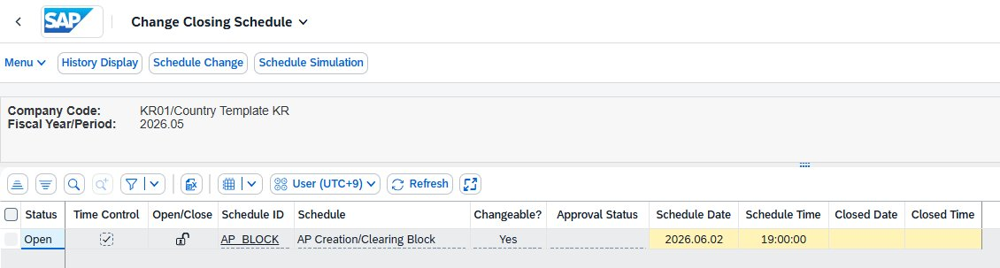 SAP Change Closing Schedule
Menu History Display Schedule Change Schedule Simulation
Company Code: KR01/Country Template KR
Fiscal Year/Period: 2026.05
User (UTC+9) Refresh
Status Time Control Open/Close Schedule ID Schedule Changeable? Approval Status Schedule Date Schedule Time Closed Date Closed Time
Open AP_BLOCK AP Creation/Clearing Block Yes 2026.06.02 19:00:00